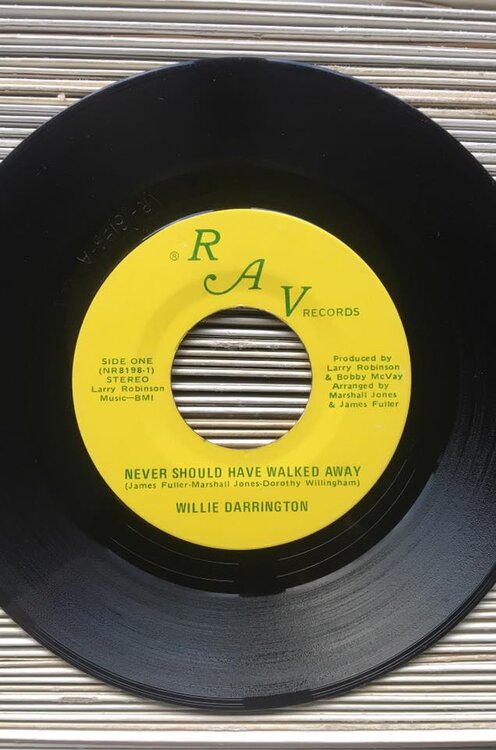 ® R A V RECORDS
SIDE ONE
(NR8198-1)
STEREO
Larry Robinson
Music—BMI
Produced by
Larry Robinson
& Bobby McVay
Arranged by
Marshall Jones
& James Fuller
NEVER SHOULD HAVE WALKED AWAY
(James Fuller-Marshall Jones-Dorothy Willingham)
WILLIE DARRINGTON